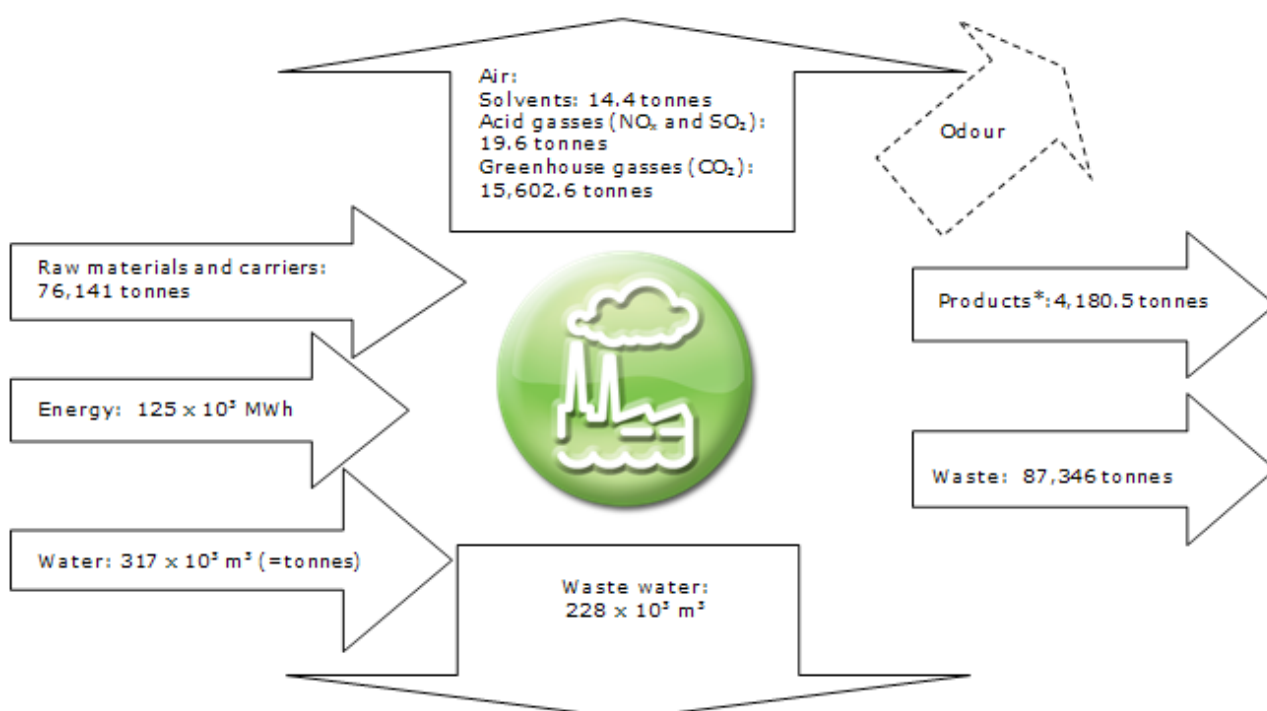 Air:
Solvents: 14.4 tonnes
Acid gasses (NOₓ and SO₂):
19.6 tonnes
Greenhouse gasses (CO₂):
15,602.6 tonnes
Odour
Raw materials and carriers:
76,141 tonnes
Products*:4,180.5 tonnes
Energy: 125 x 10³ MWh
Waste: 87,346 tonnes
Water: 317 x 10³ m³ (=tonnes)
Waste water:
228 x 10³ m³